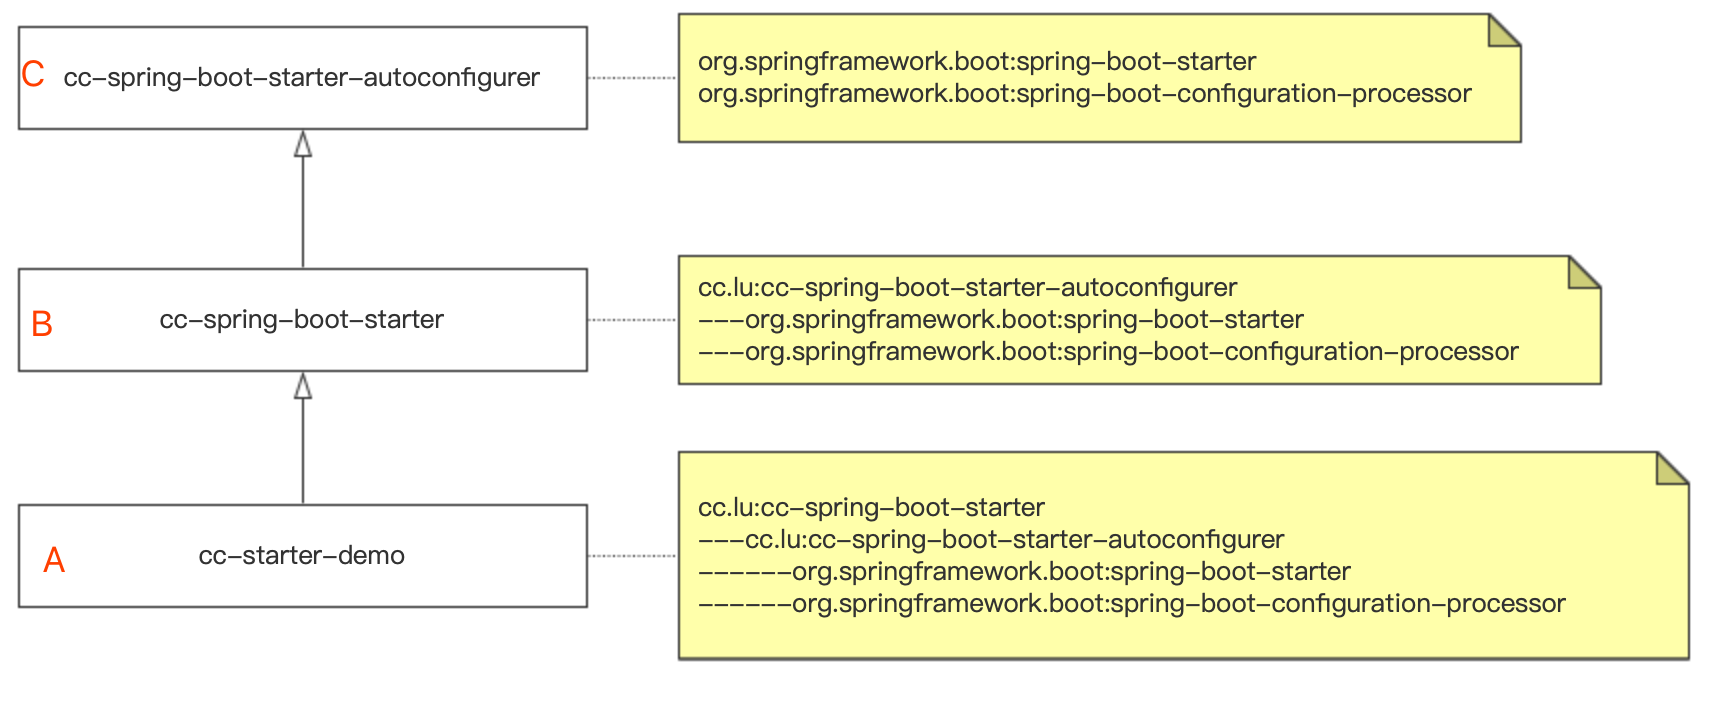 C cc-spring-boot-starter-autoconfigurer
org.springframework.boot:spring-boot-starter
org.springframework.boot:spring-boot-configuration-processor
B cc-spring-boot-starter
cc.lu:cc-spring-boot-starter-autoconfigurer
---org.springframework.boot:spring-boot-starter
---org.springframework.boot:spring-boot-configuration-processor
A cc-starter-demo
cc.lu:cc-spring-boot-starter
---cc.lu:cc-spring-boot-starter-autoconfigurer
------org.springframework.boot:spring-boot-starter
------org.springframework.boot:spring-boot-configuration-processor